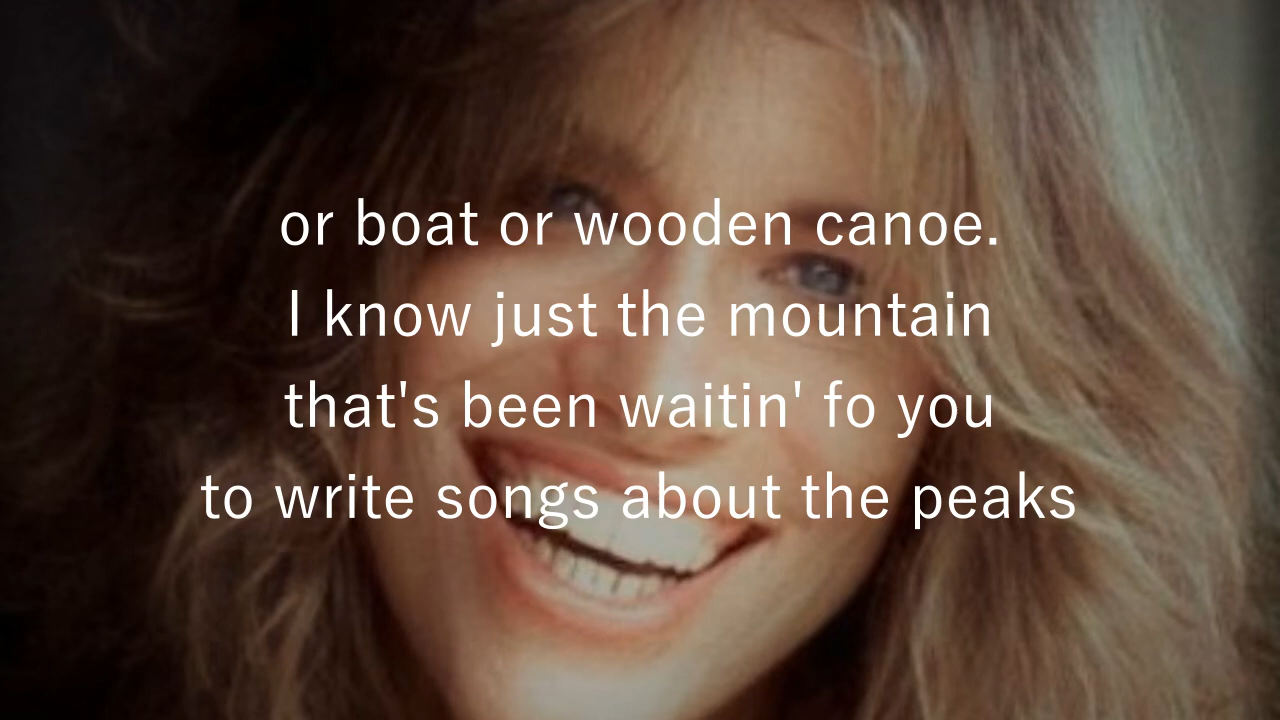 or boat or wooden canoe.
I know just the mountain
that's been waitin' fo you
to write songs about the peaks